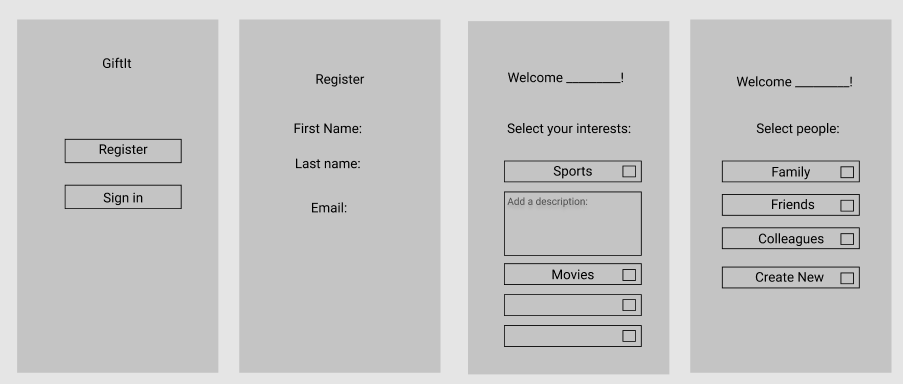 GiftIt
Register
Sign in
Register
First Name:
Last name:
Email:
Welcome ________!
Select your interests:
Sports
Add a description:
Movies
Welcome ________!
Select people:
Family
Friends
Colleagues
Create New